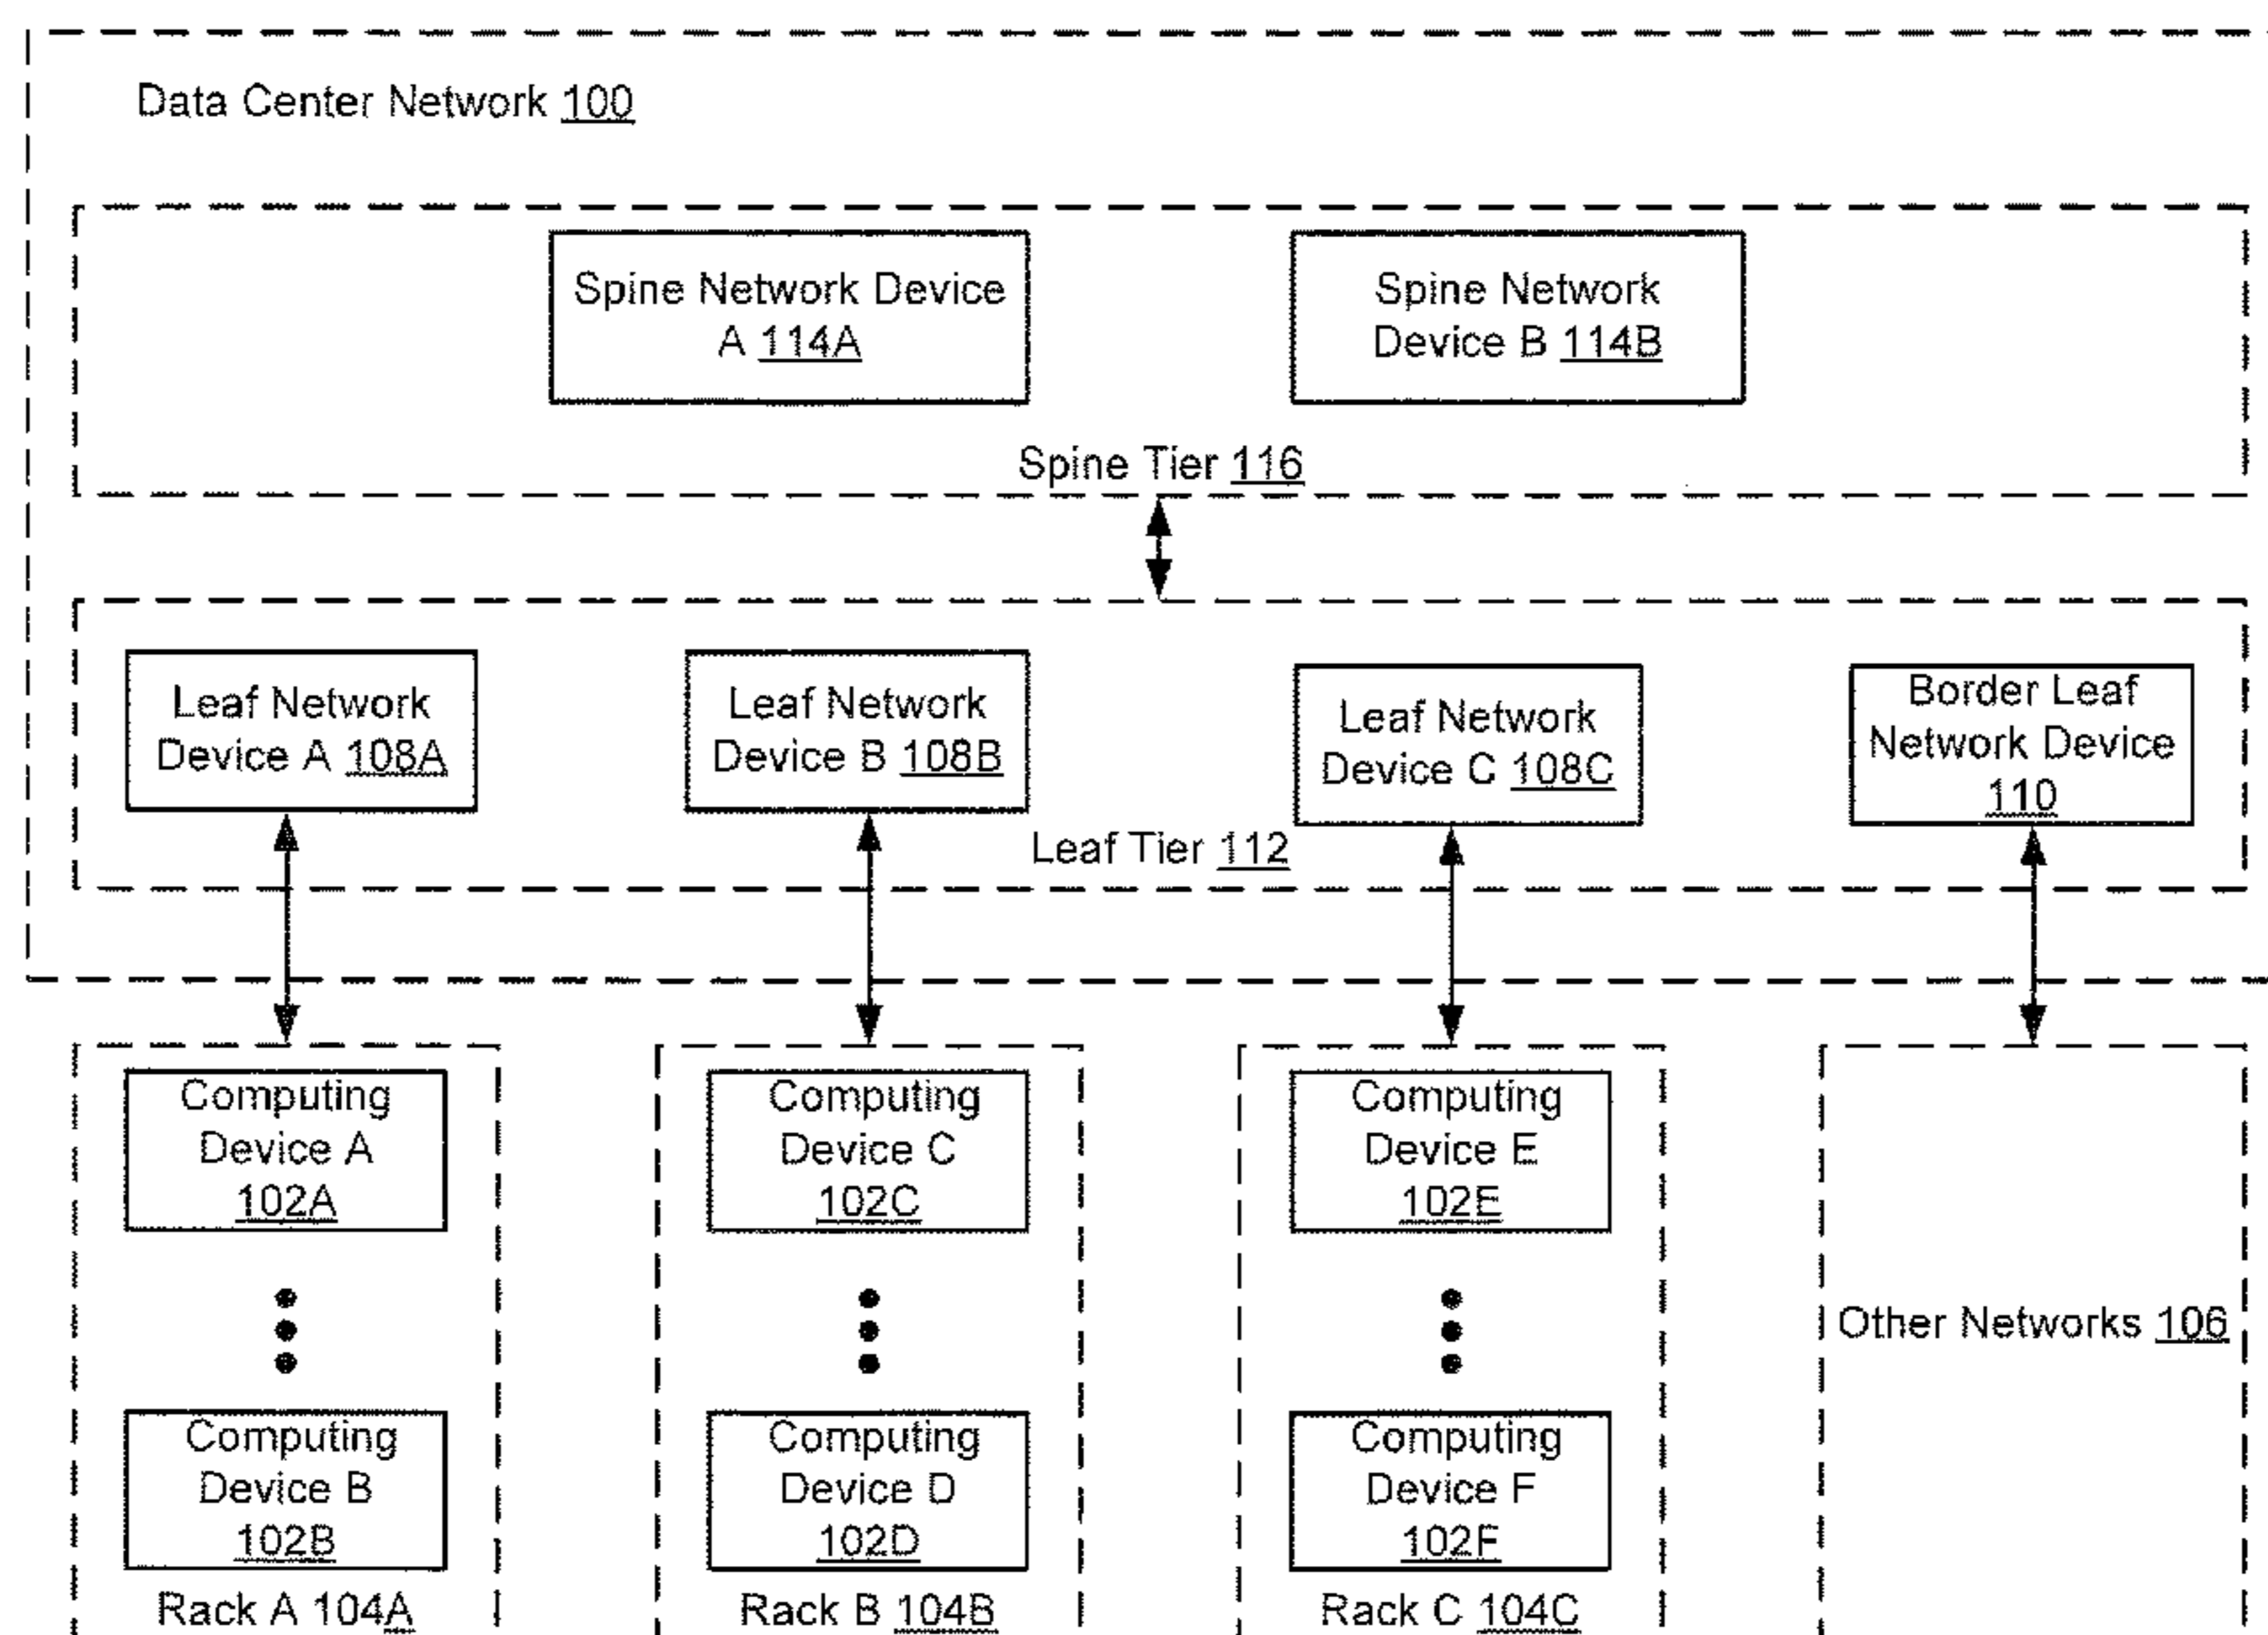 Data Center Network 100
Spine Network Device
A 114A
Spine Network
Device B 114B
Spine Tier 116
Leaf Network
Device A 108A
Leaf Network
Device B 108B
Leaf Network
Device C 108C
Border Leaf
Network Device
110
Leaf Tier 112
Computing
Device A
102A
Computing
Device B
102B
Rack A 104A
Computing
Device C
102C
Computing
Device D
102D
Rack B 104B
Computing
Device E
102E
Computing
Device F
102F
Rack C 104C
Other Networks 106